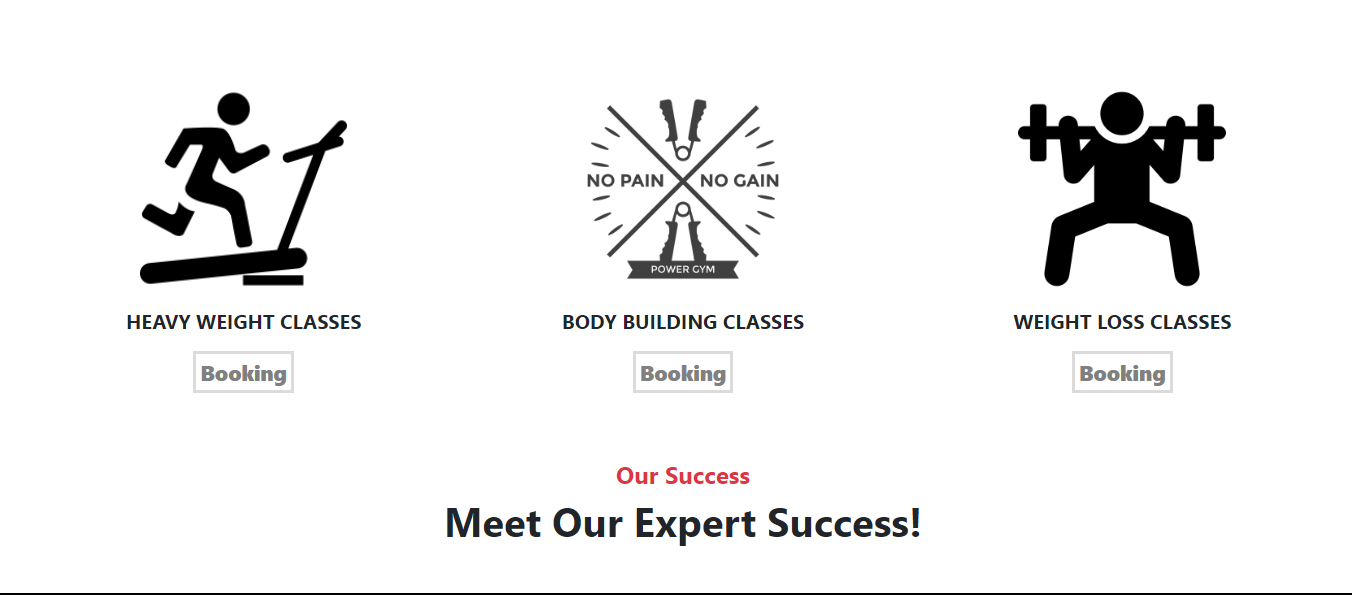 NO PAIN NO GAIN
POWER GYM
HEAVY WEIGHT CLASSES
BODY BUILDING CLASSES
WEIGHT LOSS CLASSES
Booking
Booking
Booking
Our Success
Meet Our Expert Success!